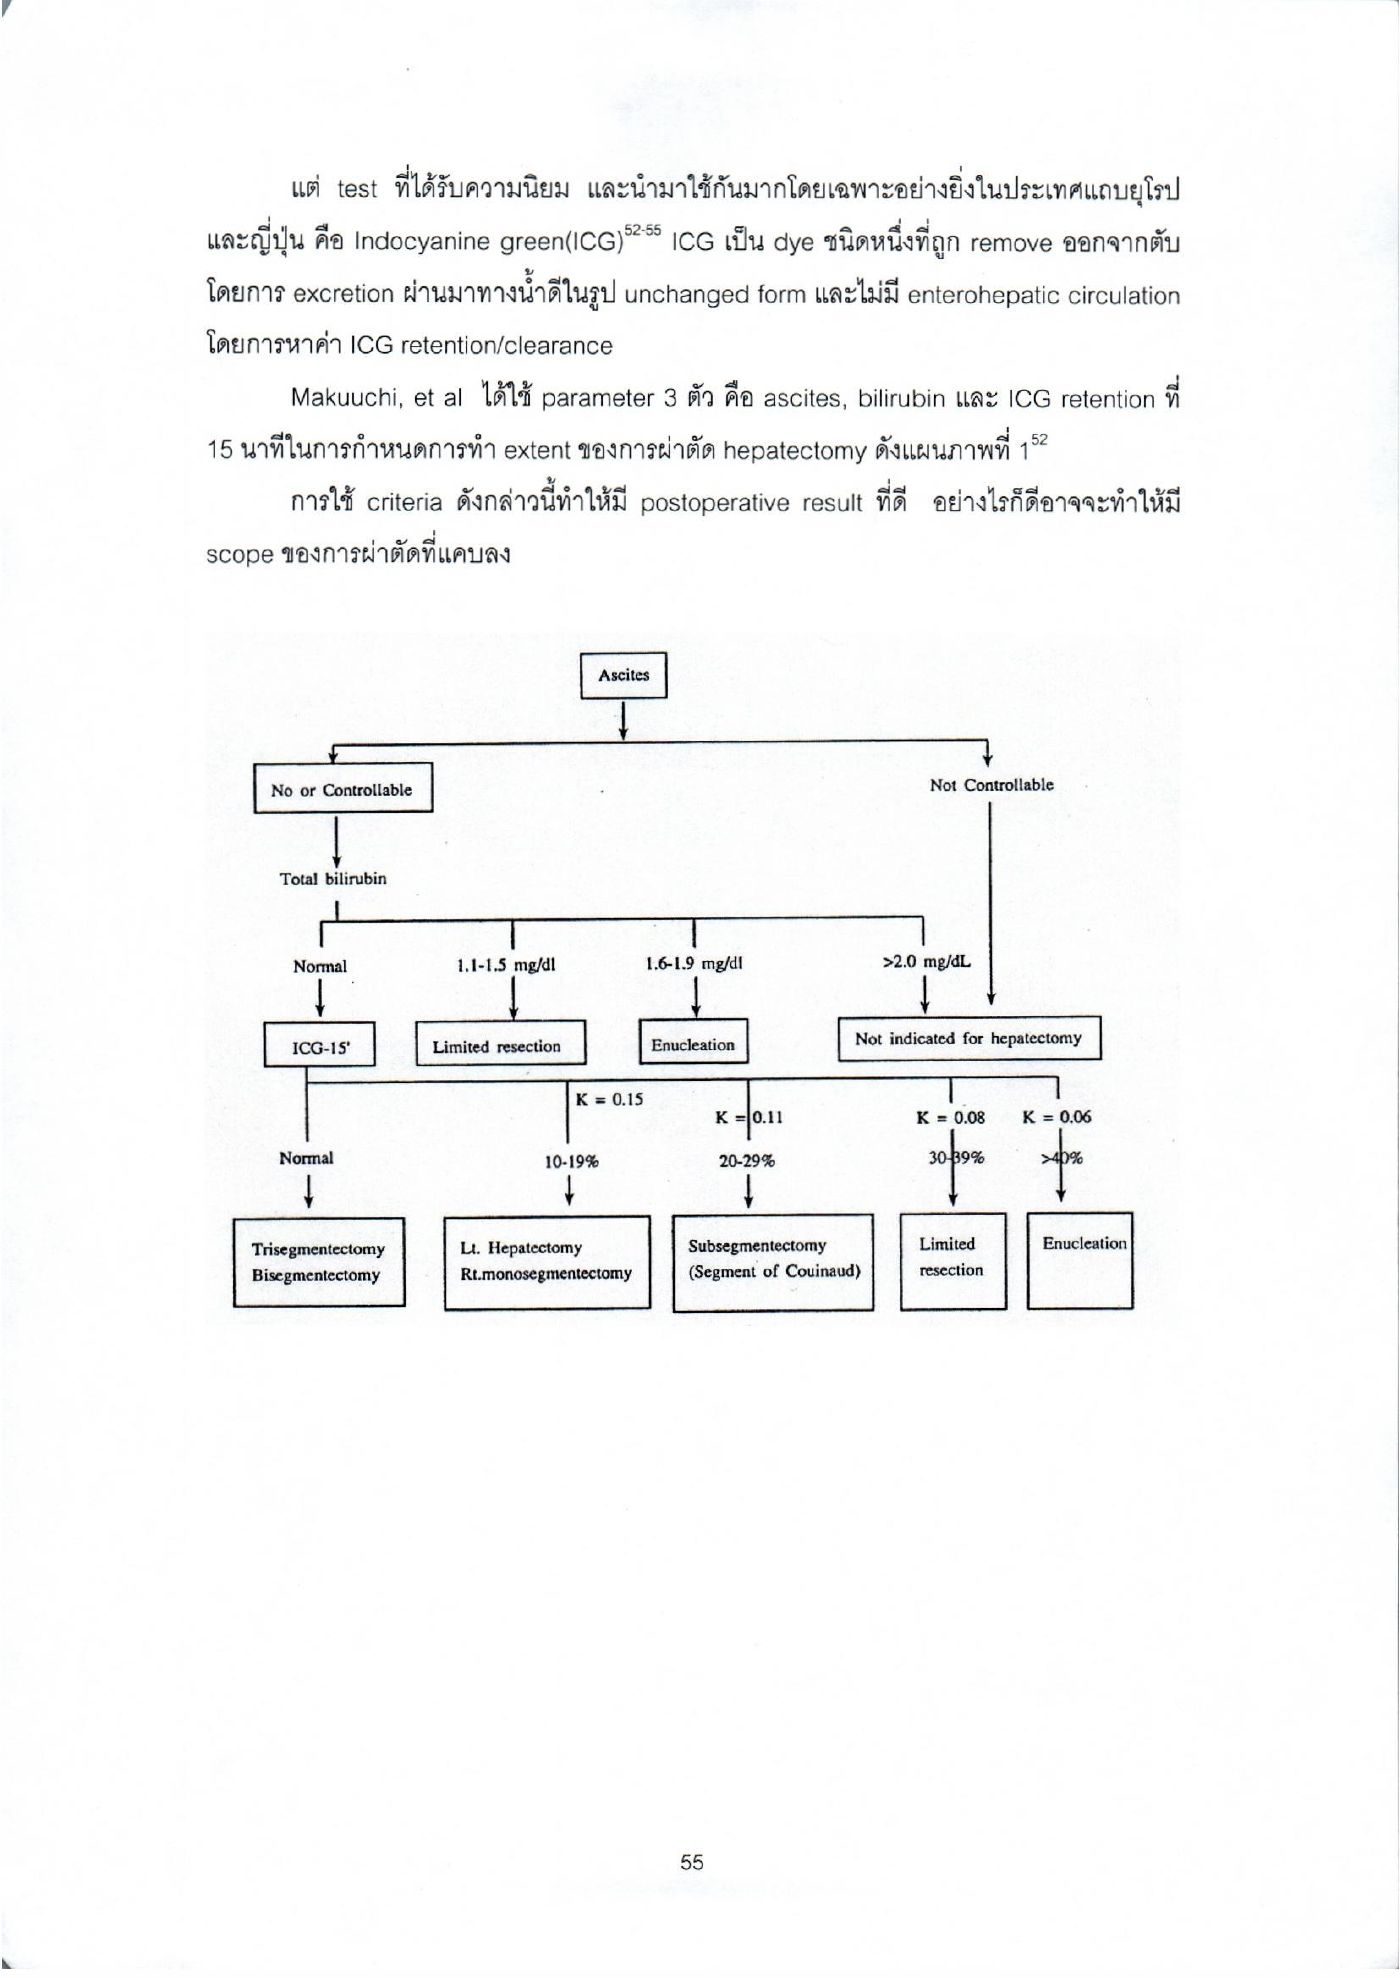 แต่ test ที่ได้รับความนิยม และนำมาใช้กันมากโดยเฉพาะอย่างยิ่งในประเทศแถบยุโรป
และญี่ปุ่น คือ Indocyanine green(ICG)52-55 ICG เป็น dye ชนิดหนึ่งที่ถูก remove ออกจากตับ
โดยการ excretion ผ่านมาทางน้ำดีในรูป unchanged form และไม่มี enterohepatic circulation
โดยการหาค่า ICG retention/clearance
Makuuchi, et al ได้ใช้ parameter 3 ตัว คือ ascites, bilirubin และ ICG retention ที่
15 นาทีในการกำหนดการทำ extent ของการผ่าตัด hepatectomy ดังแผนภาพที่ 1 52
การใช้ criteria ดังกล่าวนี้ทำให้มี postoperative result ที่ดี อย่างไรก็ดีอาจจะทำให้มี
scope ของการผ่าตัดที่แคบลง
Ascites
No or Controllable
Not Controllable
Total bilirubin
Normal
1.1-1.5 mg/dl
1.6-1.9 mg/dl
>2.0 mg/dL
ICG-15'
Limited resection
Enucleation
Not indicated for hepatectomy
K = 0.15
K = 0.11
K = 0.08
K = 0.06
Normal
10-19%
20-29%
30-39%
>40%
Trisegmentectomy
Bisegmentectomy
Lt. Hepatectomy
Rt.monosegmentectomy
Subsegmentectomy
(Segment of Couinaud)
Limited
resection
Enucleation
55